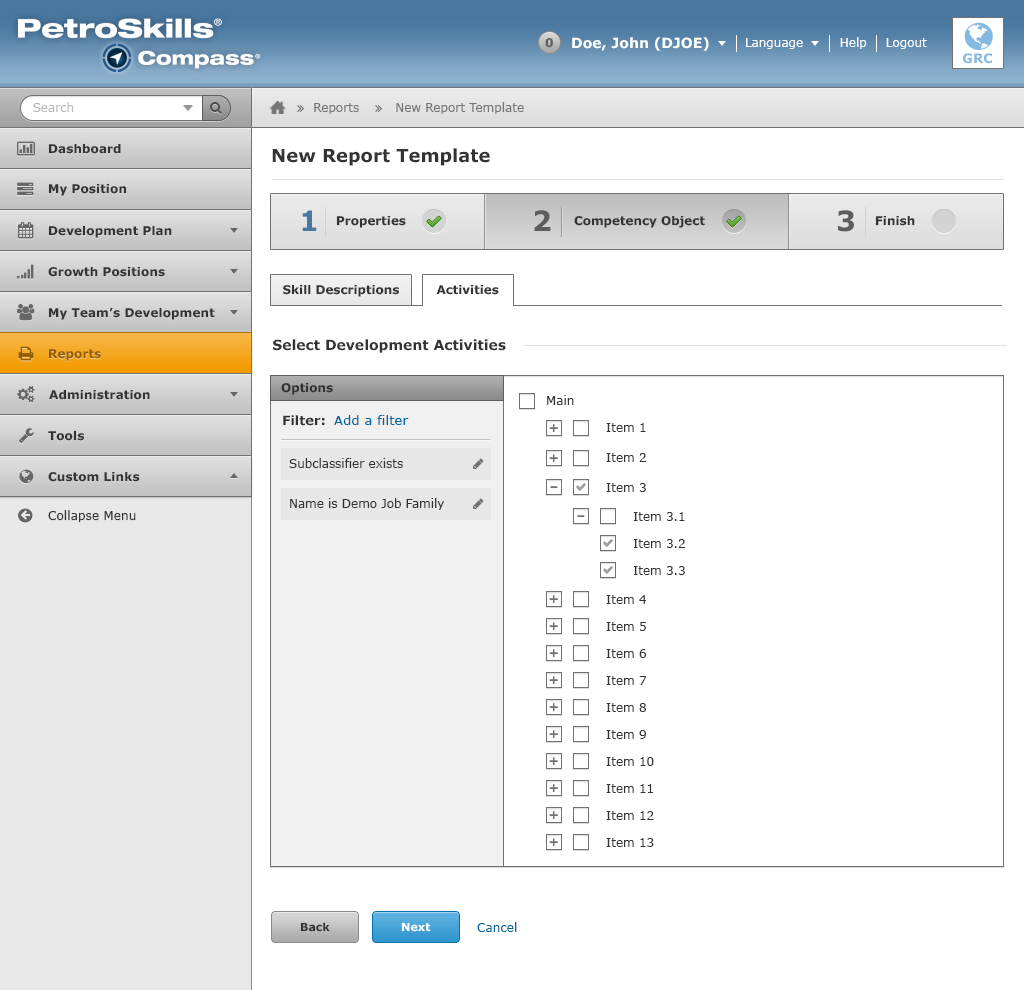 PetroSkills®
Compass®
0 Doe, John (DJOE) Language Help Logout
GRC
Search
» Reports » New Report Template
Dashboard
My Position
Development Plan
Growth Positions
My Team's Development
Reports
Administration
Tools
Custom Links
Collapse Menu
New Report Template
1 Properties 2 Competency Object 3 Finish
Skill Descriptions Activities
Select Development Activities
Options
Filter: Add a filter
Subclassifier exists
Name is Demo Job Family
Main
Item 1
Item 2
Item 3
Item 3.1
Item 3.2
Item 3.3
Item 4
Item 5
Item 6
Item 7
Item 8
Item 9
Item 10
Item 11
Item 12
Item 13
Back Next Cancel